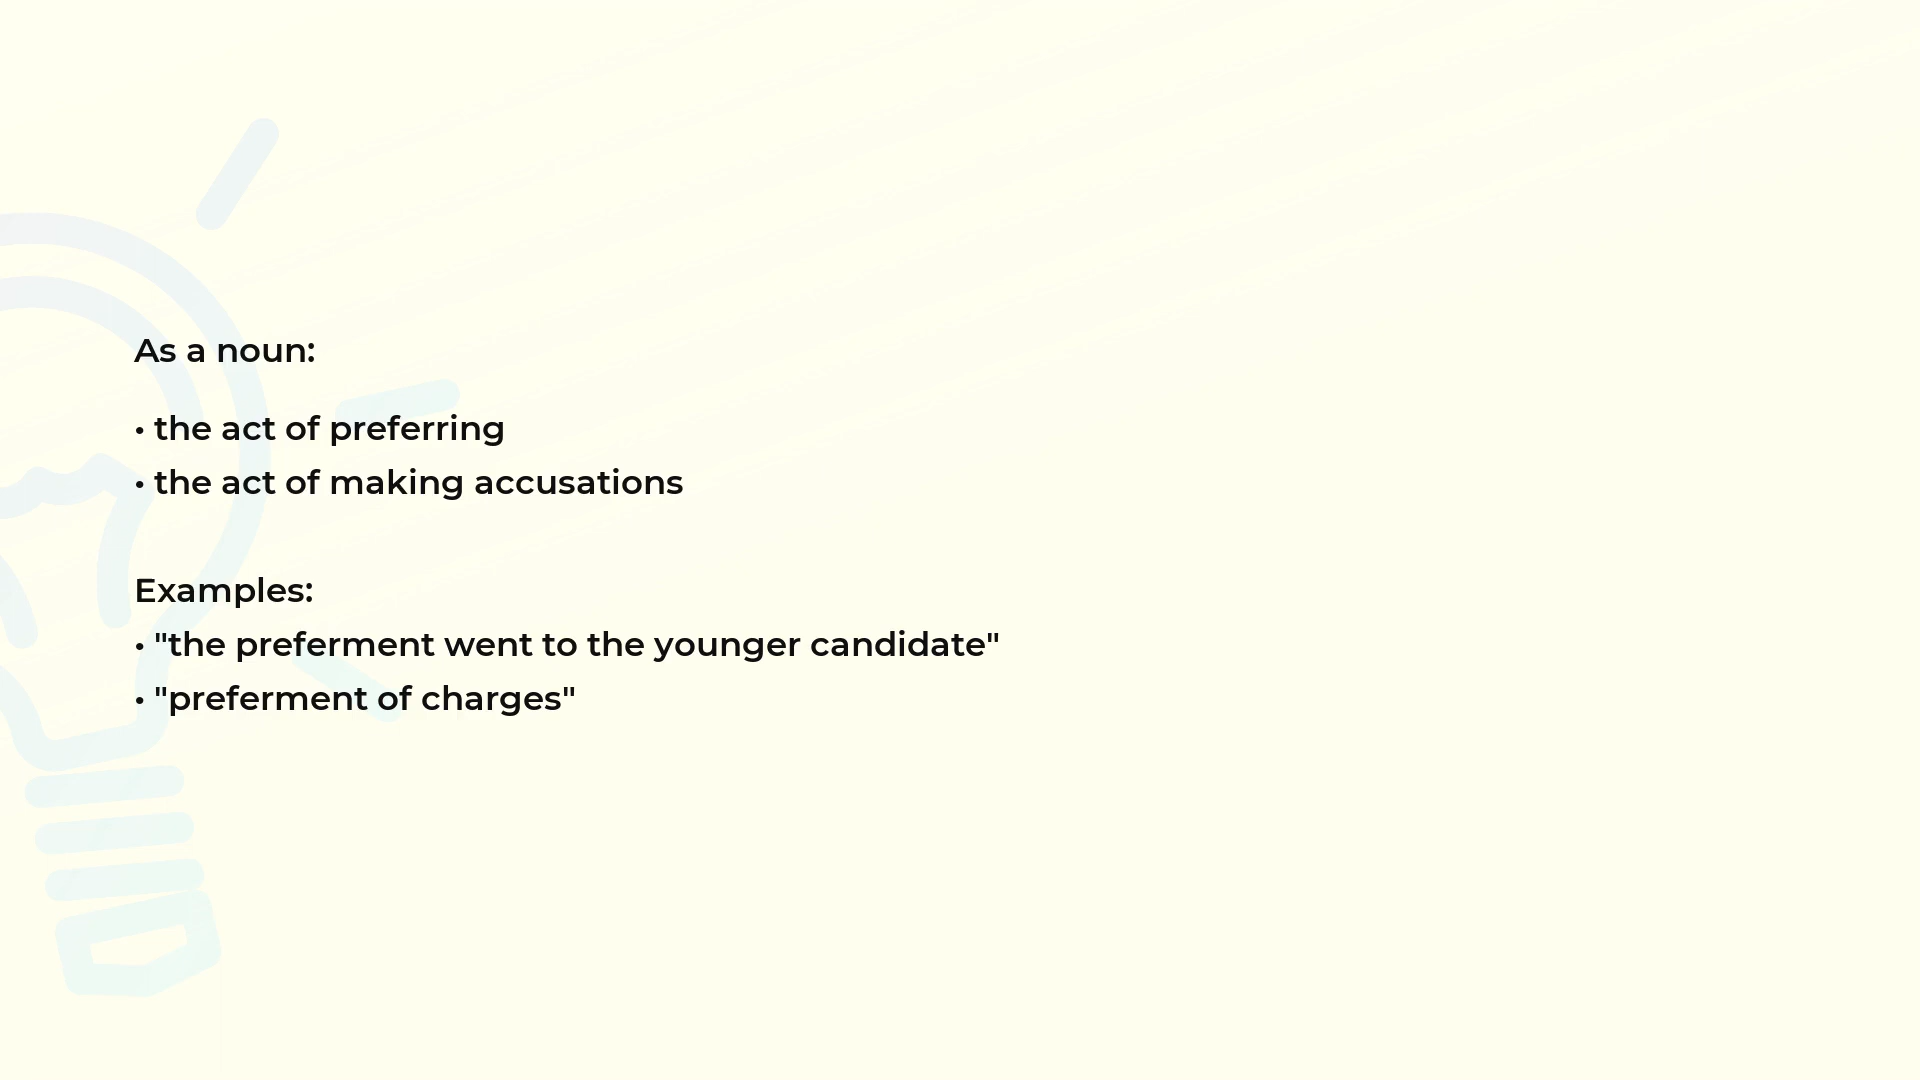 As a noun:
• the act of preferring
• the act of making accusations
Examples:
• "the preferment went to the younger candidate"
• "preferment of charges"